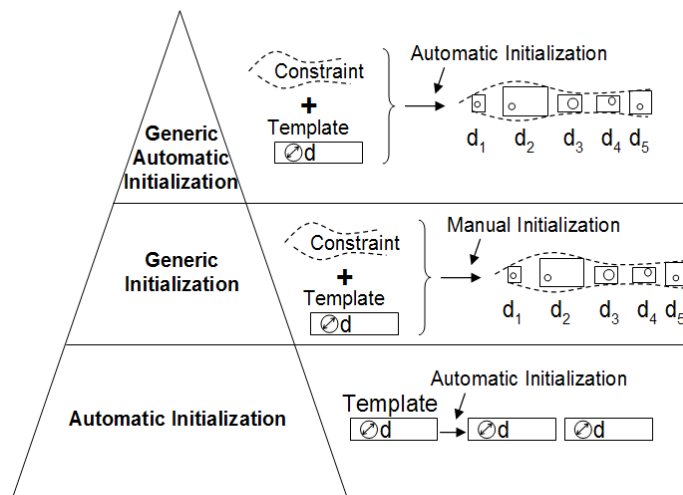 Generic
Automatic
Initialization
Constraint
+
Template
d
Automatic Initialization
d1 d2 d3 d4 d5
Generic
Initialization
Constraint
+
Template
d
Manual Initialization
d1 d2 d3 d4 d5
Automatic Initialization
Automatic Initialization
Template
d d d